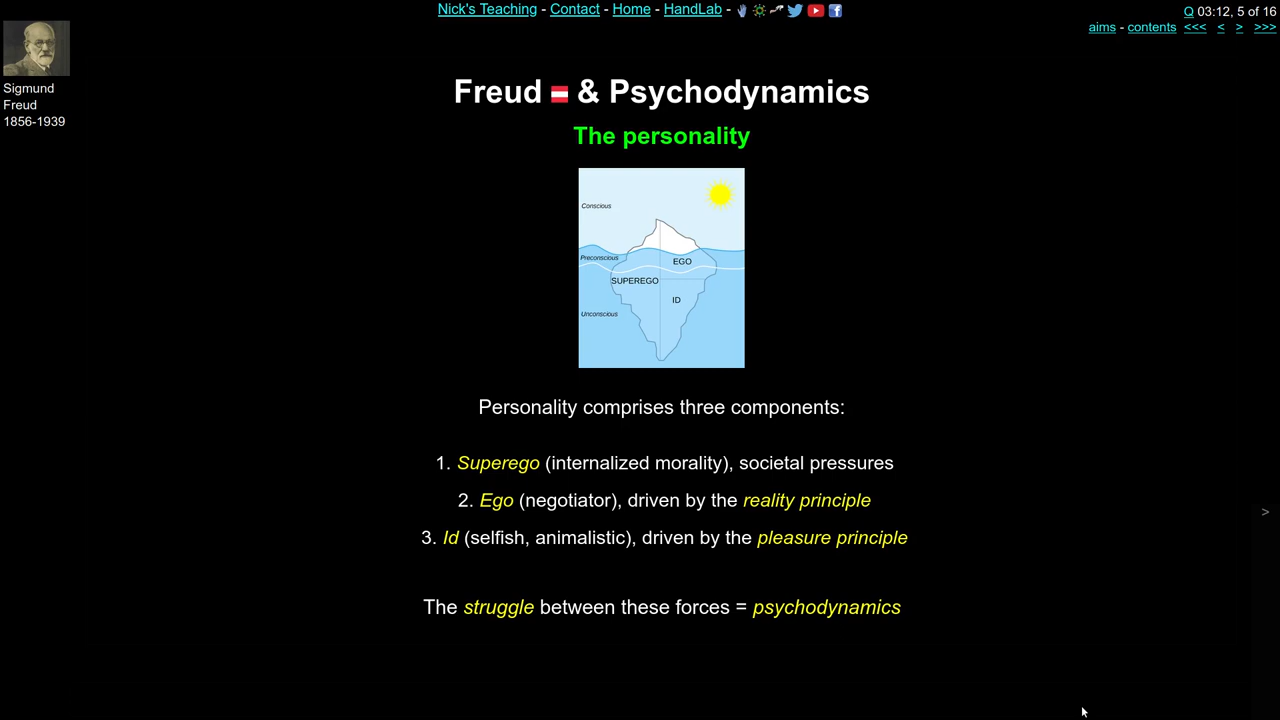 Nick's Teaching - Contact - Home - HandLab -
Q 03:12, 5 of 16
aims - contents <<< < > >>>
Sigmund
Freud
1856-1939
Freud & Psychodynamics
The personality
Conscious
Preconscious
EGO
SUPEREGO
ID
Unconscious
Personality comprises three components:
1. Superego (internalized morality), societal pressures
2. Ego (negotiator), driven by the reality principle
>
3. Id (selfish, animalistic), driven by the pleasure principle
The struggle between these forces = psychodynamics